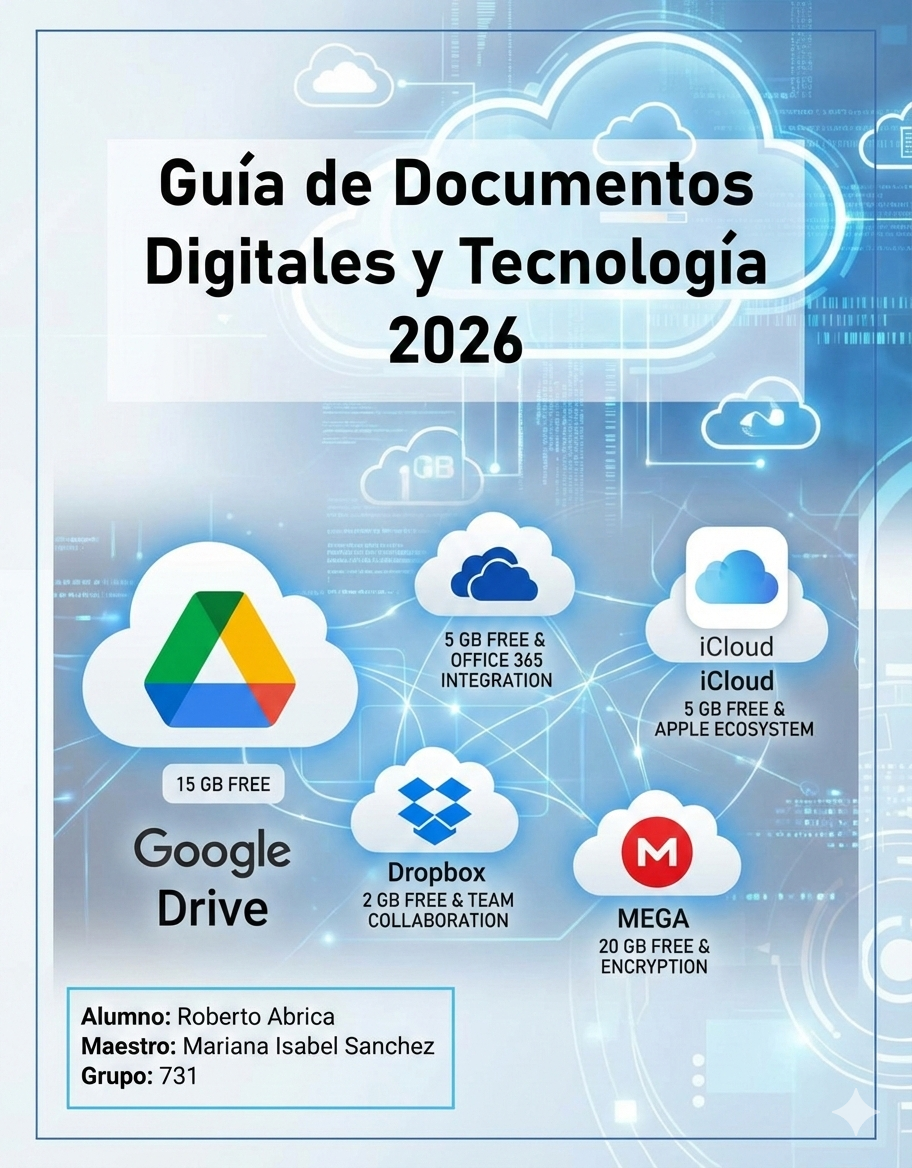 Guía de Documentos
Digitales y Tecnología
2026
GB
5 GB FREE &
OFFICE 365
INTEGRATION
iCloud
iCloud
5 GB FREE &
APPLE ECOSYSTEM
15 GB FREE
Google
Drive
Dropbox
2 GB FREE & TEAM
COLLABORATION
MEGA
20 GB FREE &
ENCRYPTION
Alumno: Roberto Abrica
Maestro: Mariana Isabel Sanchez
Grupo: 731